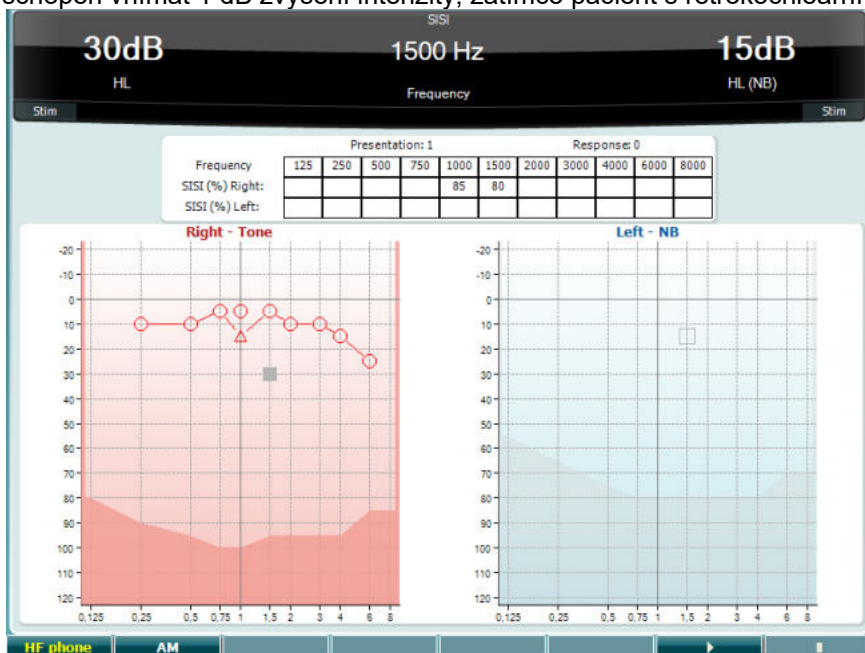 schopen vnímat 1 dB zvýšení intenzity, zatímco pacient s retrokochleárním
SISI
30dB 1500 Hz 15dB
HL HL (NB)
Frequency
Stim Stim
Presentation: 1 Response: 0
Frequency 125 250 500 750 1000 1500 2000 3000 4000 6000 8000
SISI (%) Right: 85 80
SISI (%) Left:
Right - Tone Left - NB
-20 -20
-10 -10
0 0
10 10
20 20
30 30
40 40
50 50
60 60
70 70
80 80
90 90
100 100
110 110
120 120
0,125 0,25 0,5 0,75 1 1,5 2 3 4 6 8 0,125 0,25 0,5 0,75 1 1,5 2 3 4 6 8
HF phone AM